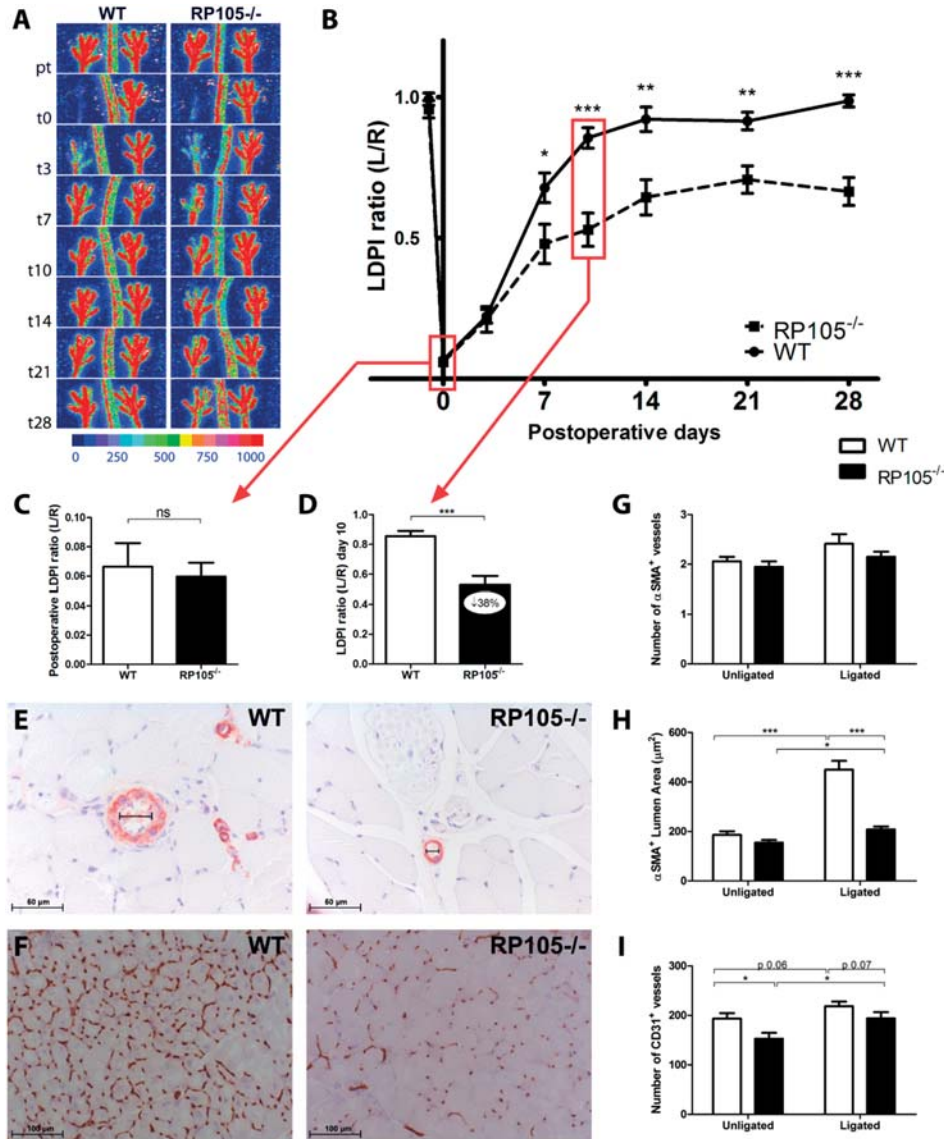 A
WT RP105-/-
pt
t0
t3
t7
t10
t14
t21
t28
0 250 500 750 1000
B
LDPI ratio (L/R)
1.0
0.5
* *** ** ** ***
RP105-/-
WT
0 7 14 21 28
Postoperative days
WT
RP105-/-
C
Postoperative LDPI ratio (L/R)
0.10
0.08
0.06
0.04
0.02
0.00
ns
WT RP105-/-
D
LDPI ratio (L/R) day 10
1.0
0.8
0.6
0.4
0.2
0.0
***
↓38%
WT RP105-/-
G
Number of αSMA+ vessels
3
2
1
0
Unligated Ligated
E
WT
50 µm
RP105-/-
50 µm
H
αSMA+ Lumen Area (µm²)
600
400
200
0
*** ***
*
Unligated Ligated
F
WT
100 µm
RP105-/-
100 µm
I
Number of CD31+ vessels
300
200
100
0
p 0.06 p 0.07
* *
Unligated Ligated